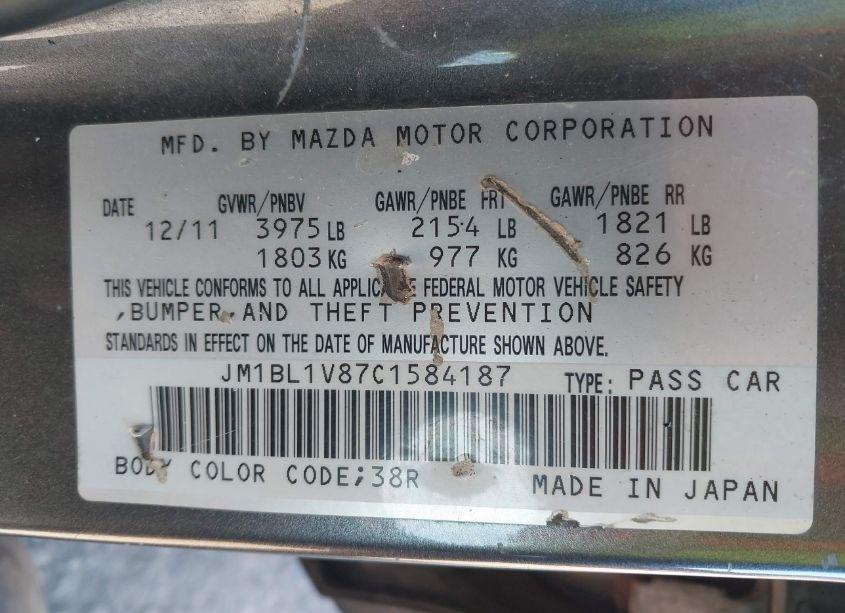 MFD. BY MAZDA MOTOR CORPORATION
DATE GVWR/PNBV GAWR/PNBE FRT GAWR/PNBE RR
12/11 3975 LB 2154 LB 1821 LB
1803 KG 977 KG 826 KG
THIS VEHICLE CONFORMS TO ALL APPLICABLE FEDERAL MOTOR VEHICLE SAFETY
,BUMPER,AND THEFT PREVENTION
STANDARDS IN EFFECT ON THE DATE OF MANUFACTURE SHOWN ABOVE.
JM1BL1V87C1584187 TYPE: PASS CAR
BODY COLOR CODE;38R
MADE IN JAPAN